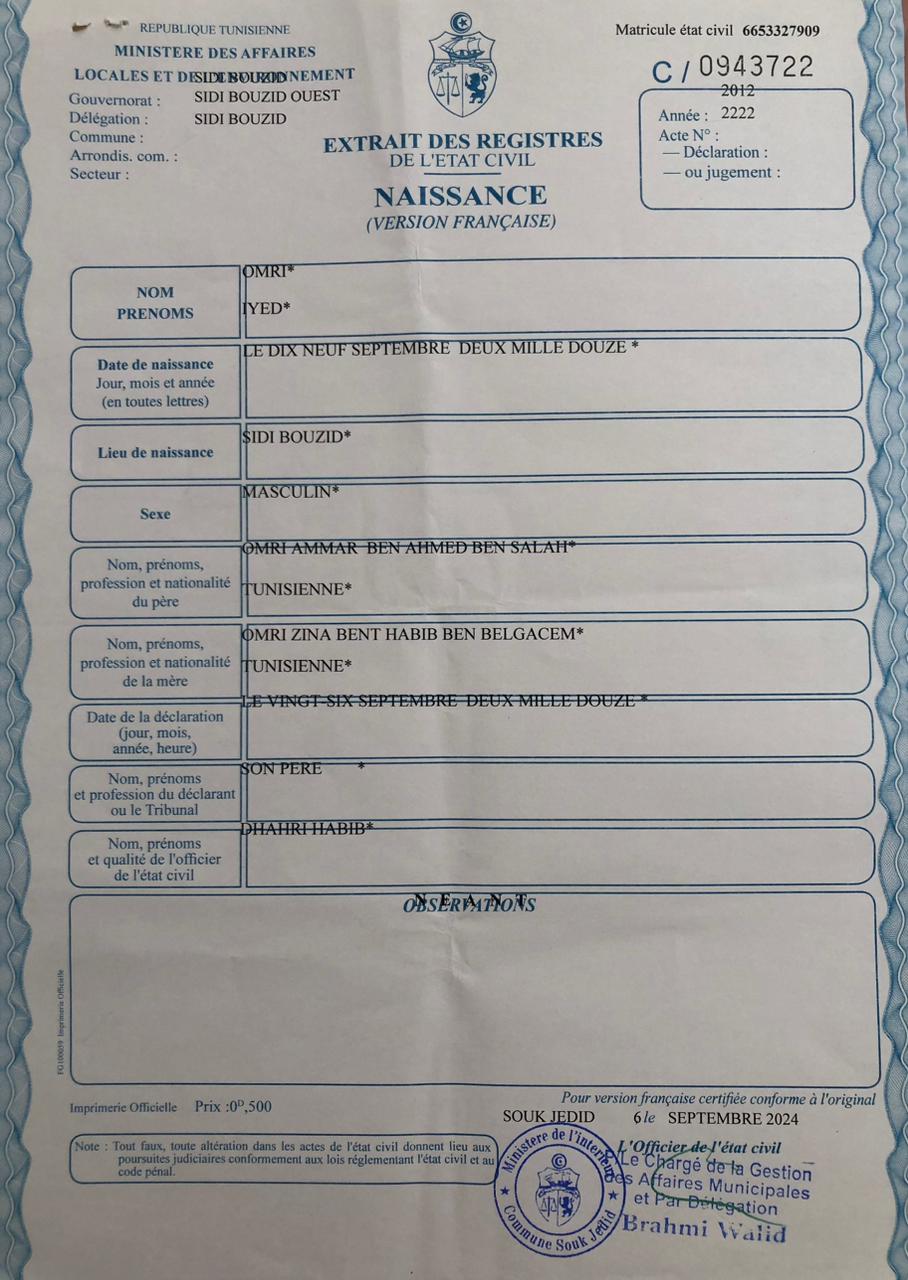 REPUBLIQUE TUNISIENNE
MINISTERE DES AFFAIRES
LOCALES ET DE L'ENVIRONNEMENT
SIDI BOUZID
Gouvernorat :
SIDI BOUZID OUEST
Délégation :
SIDI BOUZID
Commune :
Arrondis. com. :
Secteur :
EXTRAIT DES REGISTRES
DE L'ETAT CIVIL
NAISSANCE
(VERSION FRANÇAISE)
Matricule état civil 6653327909
C / 0943722
2012
Année : 2222
Acte N° :
— Déclaration :
— ou jugement :
NOM
PRENOMS
OMRI*
IYED*
Date de naissance
Jour, mois et année
(en toutes lettres)
LE DIX NEUF SEPTEMBRE DEUX MILLE DOUZE *
Lieu de naissance
SIDI BOUZID*
Sexe
MASCULIN*
Nom, prénoms,
profession et nationalité
du père
OMRI AMMAR BEN AHMED BEN SALAH*
TUNISIENNE*
Nom, prénoms,
profession et nationalité
de la mère
OMRI ZINA BENT HABIB BEN BELGACEM*
TUNISIENNE*
Date de la déclaration
(jour, mois,
année, heure)
LE VINGT-SIX SEPTEMBRE DEUX MILLE DOUZE *
Nom, prénoms
et profession du déclarant
ou le Tribunal
SON PERE *
Nom, prénoms
et qualité de l'officier
de l'état civil
DHAHRI HABIB*
OBSERVATIONS
N E A N T
FG100059 Imprimerie Officielle
Imprimerie Officielle Prix :0ᴰ,500
Pour version française certifiée conforme à l'original
SOUK JEDID 6 le SEPTEMBRE 2024
Note : Tout faux, toute altération dans les actes de l'état civil donnent lieu aux
poursuites judiciaires conformement aux lois réglementant l'état civil et au
code pénal.
L'Officier de l'état civil
Le Chargé de la Gestion
des Affaires Municipales
et Par Délégation
Brahmi Walid
Ministere de l'interieur
Commune Souk Jedid